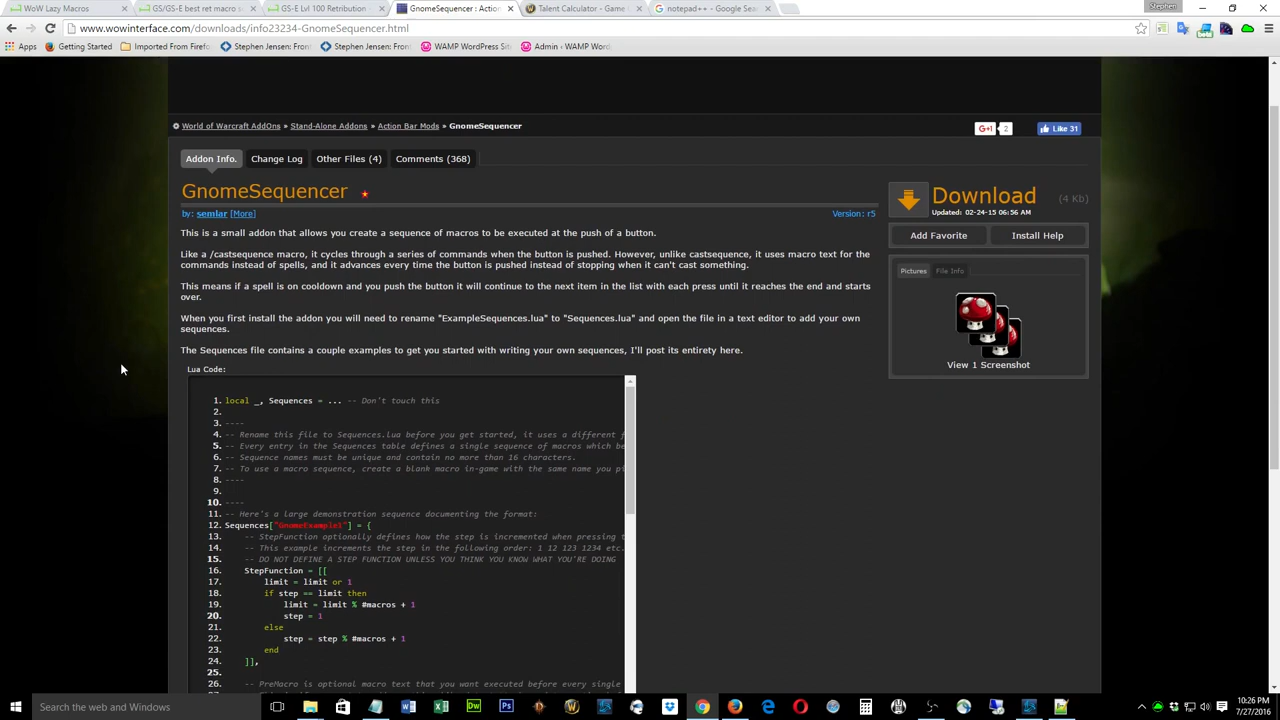 WoW Lazy Macros
GS/GS-E best ret macro s
GS-E Lvl 100 Retribution
GnomeSequencer : Action
Talent Calculator - Game
notepad++ - Google Sea
Stephen
www.wowinterface.com/downloads/info23234-GnomeSequencer.html
Apps
Getting Started
Imported From Firefo
Stephen Jensen: Fron
Stephen Jensen: Fron
WAMP WordPress Sit
Admin ‹ WAMP Word
World of Warcraft AddOns » Stand-Alone Addons » Action Bar Mods » GnomeSequencer
G+1 2
Like 31
Addon Info.
Change Log
Other Files (4)
Comments (368)
GnomeSequencer
by: semlar [More]
Version: r5
Download (4 Kb)
Updated: 02-24-15 06:56 AM
Add Favorite
Install Help
Pictures
File Info
View 1 Screenshot
This is a small addon that allows you create a sequence of macros to be executed at the push of a button.
Like a /castsequence macro, it cycles through a series of commands when the button is pushed. However, unlike castsequence, it uses macro text for the
commands instead of spells, and it advances every time the button is pushed instead of stopping when it can't cast something.
This means if a spell is on cooldown and you push the button it will continue to the next item in the list with each press until it reaches the end and starts
over.
When you first install the addon you will need to rename "ExampleSequences.lua" to "Sequences.lua" and open the file in a text editor to add your own
sequences.
The Sequences file contains a couple examples to get you started with writing your own sequences, I'll post its entirety here.
Lua Code:
1. local _, Sequences = ... -- Don't touch this
2.
3. ----
4. -- Rename this file to Sequences.lua before you get started, it uses a different f
5. -- Every entry in the Sequences table defines a single sequence of macros which be
6. -- Sequence names must be unique and contain no more than 16 characters.
7. -- To use a macro sequence, create a blank macro in-game with the same name you pi
8. ----
9.
10. ----
11. -- Here's a large demonstration sequence documenting the format:
12. Sequences["GnomeExample1"] = {
13. -- StepFunction optionally defines how the step is incremented when pressing t
14. -- This example increments the step in the following order: 1 12 123 1234 etc.
15. -- DO NOT DEFINE A STEP FUNCTION UNLESS YOU THINK YOU KNOW WHAT YOU'RE DOING
16. StepFunction = [[
17. limit = limit or 1
18. if step == limit then
19. limit = limit % #macros + 1
20. step = 1
21. else
22. step = step % #macros + 1
23. end
24. ]],
25.
26. -- PreMacro is optional macro text that you want executed before every single
Search the web and Windows
10:26 PM
7/27/2016